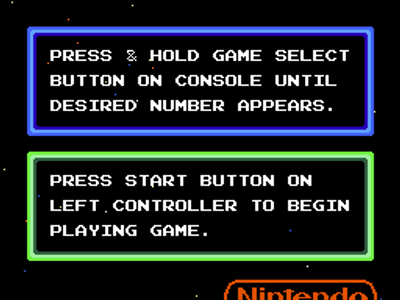 PRESS & HOLD GAME SELECT
BUTTON ON CONSOLE UNTIL
DESIRED NUMBER APPEARS.
PRESS START BUTTON ON
LEFT CONTROLLER TO BEGIN
PLAYING GAME.
Nintendo